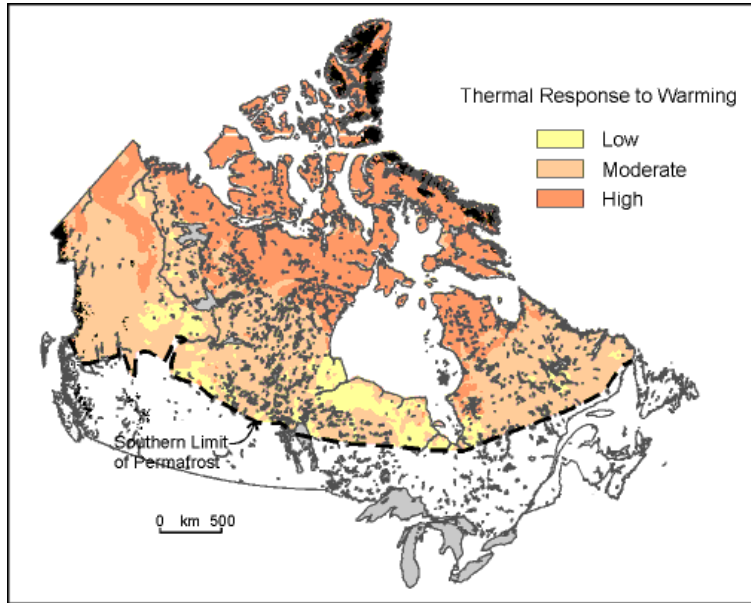 Thermal Response to Warming
Low
Moderate
High
Southern Limit
of Permafrost
0 km 500